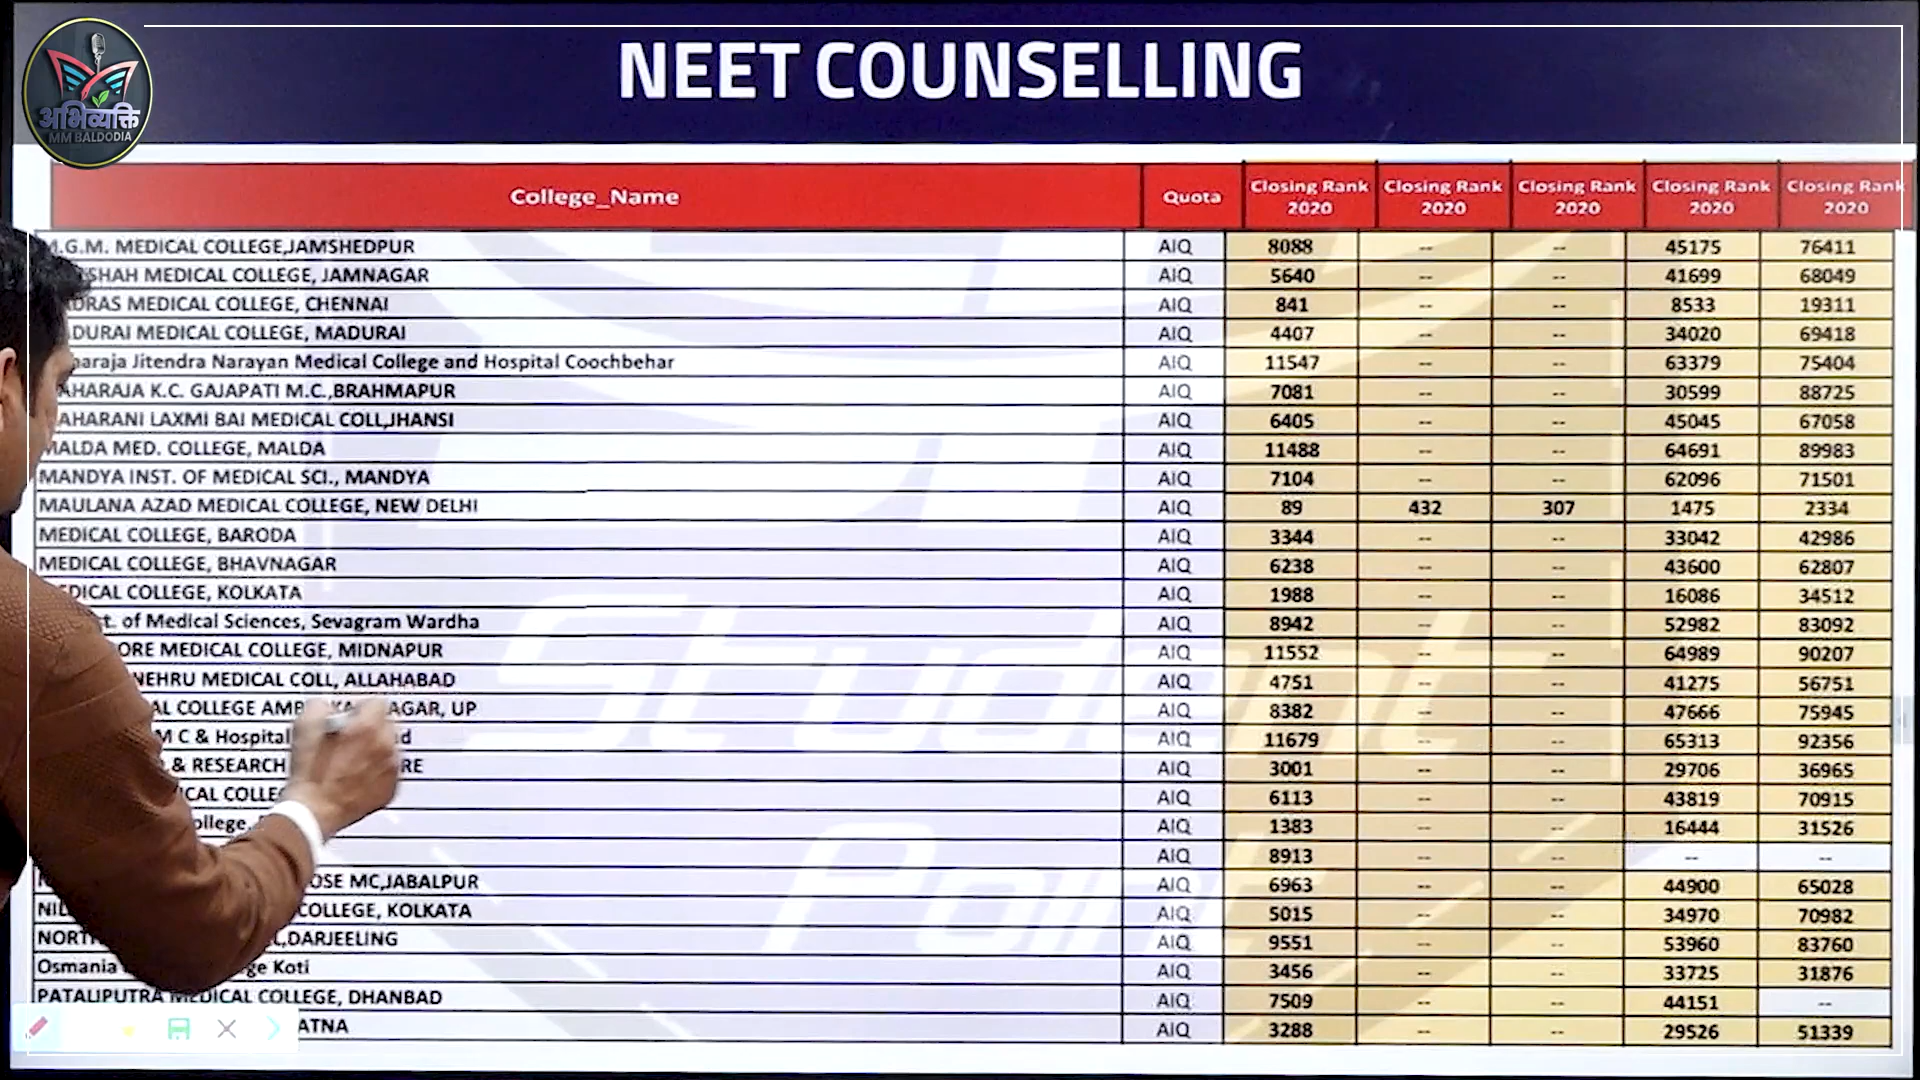 अभिव्यक्ति
MM BALDODIA
NEET COUNSELLING
College_Name Quota Closing Rank 2020 Closing Rank 2020 Closing Rank 2020 Closing Rank 2020 Closing Rank 2020
M.G.M. MEDICAL COLLEGE,JAMSHEDPUR AIQ 8088 -- -- 45175 76411
SHAH MEDICAL COLLEGE, JAMNAGAR AIQ 5640 -- -- 41699 68049
DRAS MEDICAL COLLEGE, CHENNAI AIQ 841 -- -- 8533 19311
DURAI MEDICAL COLLEGE, MADURAI AIQ 4407 -- -- 34020 69418
haraja Jitendra Narayan Medical College and Hospital Coochbehar AIQ 11547 -- -- 63379 75404
AHARAJA K.C. GAJAPATI M.C.,BRAHMAPUR AIQ 7081 -- -- 30599 88725
AHARANI LAXMI BAI MEDICAL COLL,JHANSI AIQ 6405 -- -- 45045 67058
MALDA MED. COLLEGE, MALDA AIQ 11488 -- -- 64691 89983
MANDYA INST. OF MEDICAL SCI., MANDYA AIQ 7104 -- -- 62096 71501
MAULANA AZAD MEDICAL COLLEGE, NEW DELHI AIQ 89 432 307 1475 2334
MEDICAL COLLEGE, BARODA AIQ 3344 -- -- 33042 42986
MEDICAL COLLEGE, BHAVNAGAR AIQ 6238 -- -- 43600 62807
EDICAL COLLEGE, KOLKATA AIQ 1988 -- -- 16086 34512
t. of Medical Sciences, Sevagram Wardha AIQ 8942 -- -- 52982 83092
ORE MEDICAL COLLEGE, MIDNAPUR AIQ 11552 -- -- 64989 90207
NEHRU MEDICAL COLL, ALLAHABAD AIQ 4751 -- -- 41275 56751
AL COLLEGE AMB KA AGAR, UP AIQ 8382 -- -- 47666 75945
M C & Hospital d AIQ 11679 -- -- 65313 92356
& RESEARCH RE AIQ 3001 -- -- 29706 36965
ICAL COLLEG AIQ 6113 -- -- 43819 70915
ollege, AIQ 1383 -- -- 16444 31526
AIQ 8913 -- -- -- --
OSE MC,JABALPUR AIQ 6963 -- -- 44900 65028
NIL COLLEGE, KOLKATA AIQ 5015 -- -- 34970 70982
NORT L,DARJEELING AIQ 9551 -- -- 53960 83760
Osmania ge Koti AIQ 3456 -- -- 33725 31876
PATALIPUTRA MEDICAL COLLEGE, DHANBAD AIQ 7509 -- -- 44151 --
ATNA AIQ 3288 -- -- 29526 51339
Student
Point